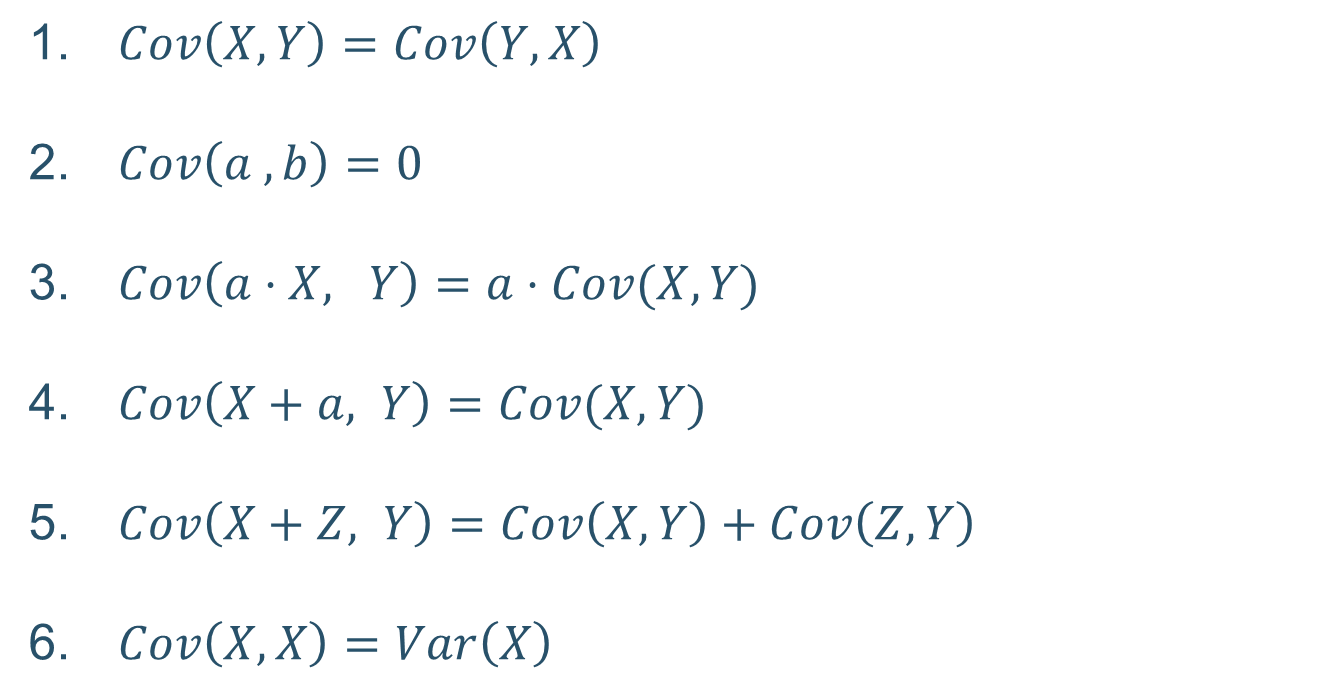 1. Cov(X, Y) = Cov(Y, X)
2. Cov(a , b) = 0
3. Cov(a · X, Y) = a · Cov(X, Y)
4. Cov(X + a, Y) = Cov(X, Y)
5. Cov(X + Z, Y) = Cov(X, Y) + Cov(Z, Y)
6. Cov(X, X) = Var(X)